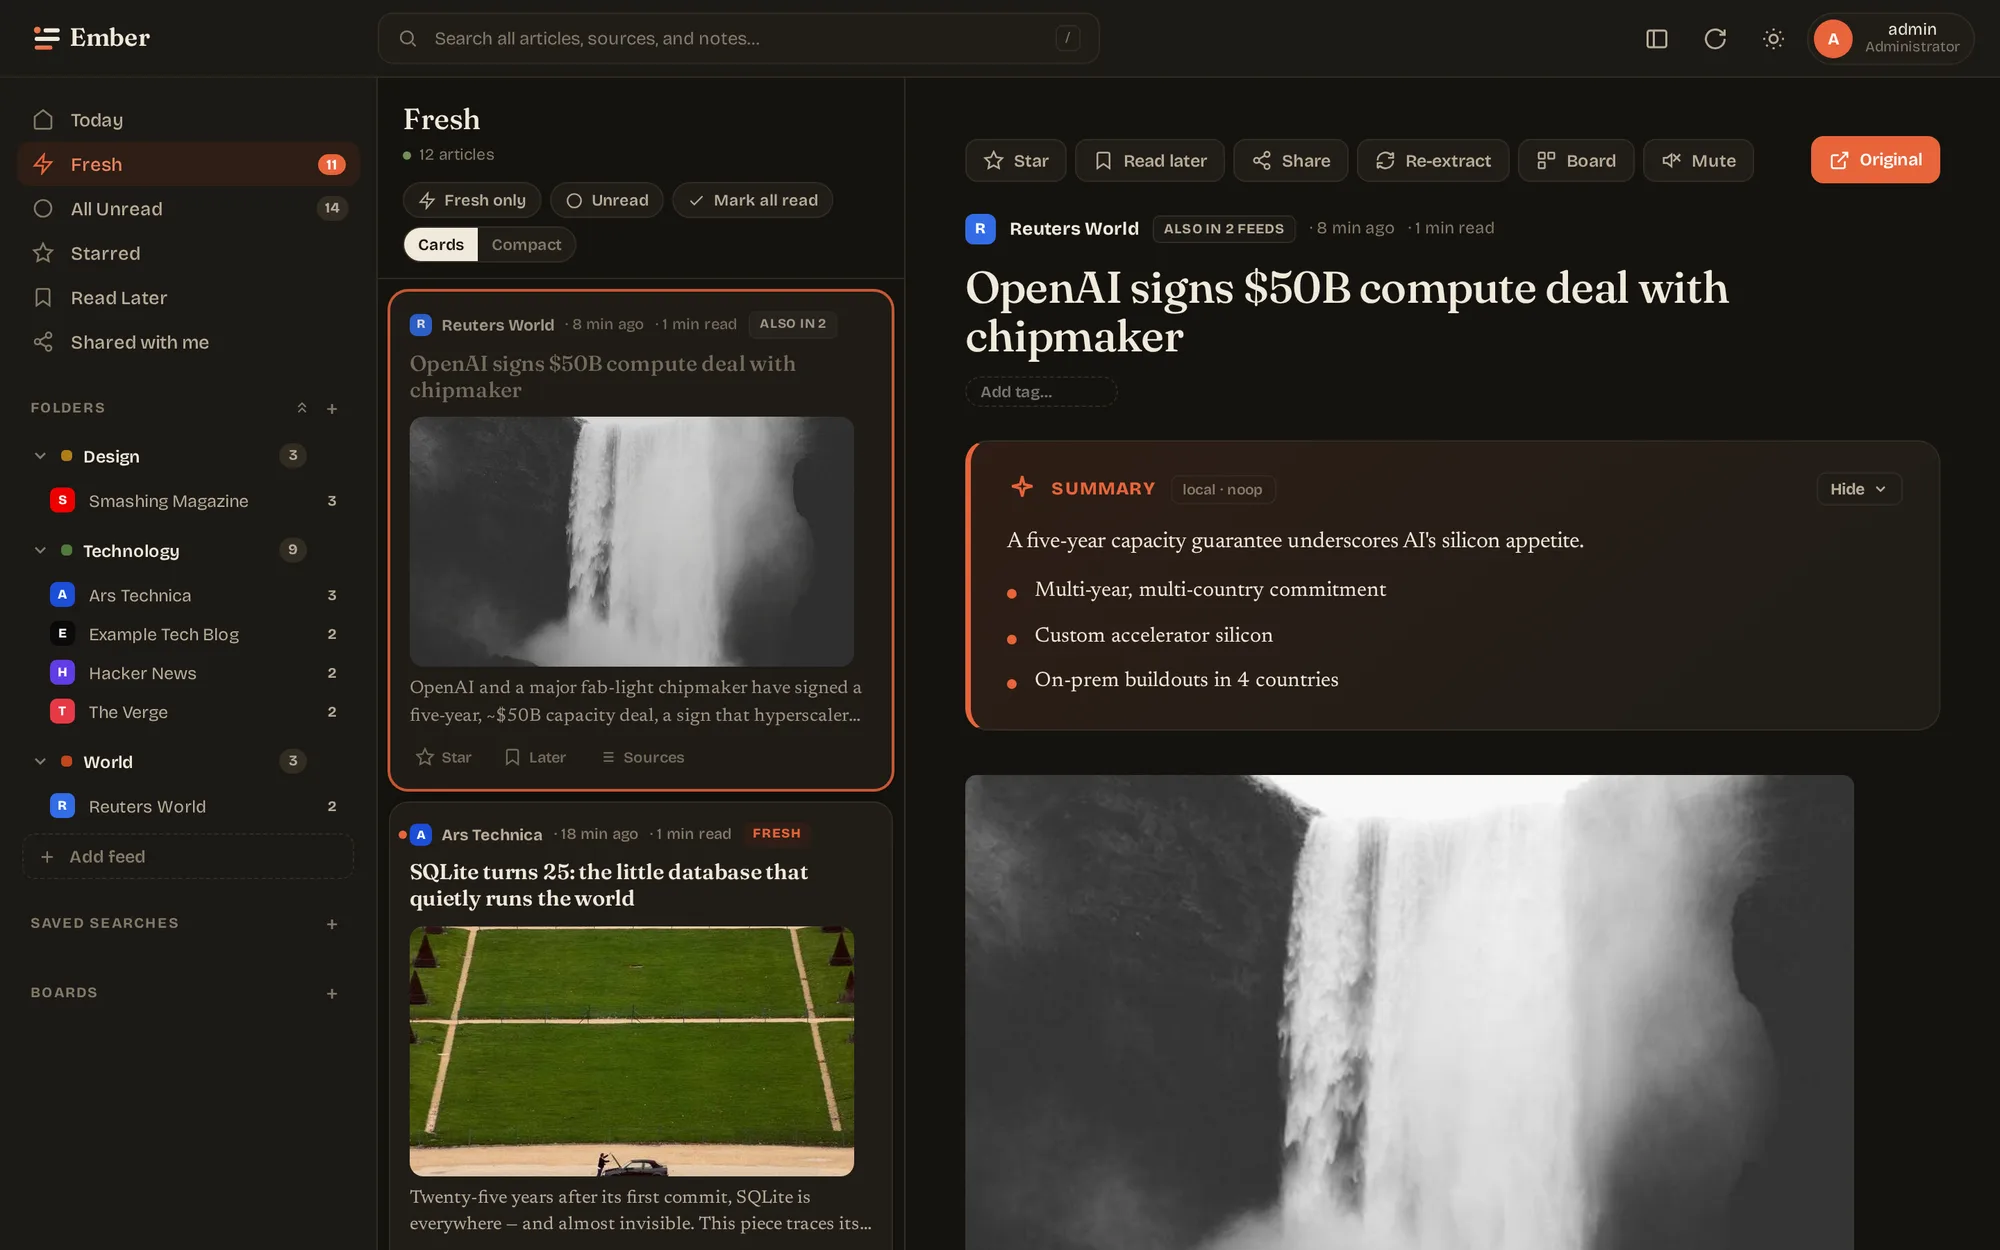 Ember
Search all articles, sources, and notes...
/
A
admin
Administrator
Today
Fresh
11
All Unread
14
Starred
Read Later
Shared with me
FOLDERS
+
Design
3
S
Smashing Magazine
3
Technology
9
A
Ars Technica
3
E
Example Tech Blog
2
H
Hacker News
2
T
The Verge
2
World
3
R
Reuters World
2
+ Add feed
SAVED SEARCHES
+
BOARDS
+
Fresh
12 articles
Fresh only
Unread
Mark all read
Cards
Compact
R
Reuters World · 8 min ago · 1 min read ALSO IN 2
OpenAI signs $50B compute deal with
chipmaker
OpenAI and a major fab-light chipmaker have signed a
five-year, ~$50B capacity deal, a sign that hyperscaler...
Star
Later
Sources
A
Ars Technica · 18 min ago · 1 min read FRESH
SQLite turns 25: the little database that
quietly runs the world
Twenty-five years after its first commit, SQLite is
everywhere – and almost invisible. This piece traces its...
Star
Read later
Share
Re-extract
Board
Mute
Original
R
Reuters World ALSO IN 2 FEEDS · 8 min ago · 1 min read
OpenAI signs $50B compute deal with
chipmaker
Add tag...
SUMMARY
local · noop
Hide
A five-year capacity guarantee underscores AI's silicon appetite.
Multi-year, multi-country commitment
Custom accelerator silicon
On-prem buildouts in 4 countries